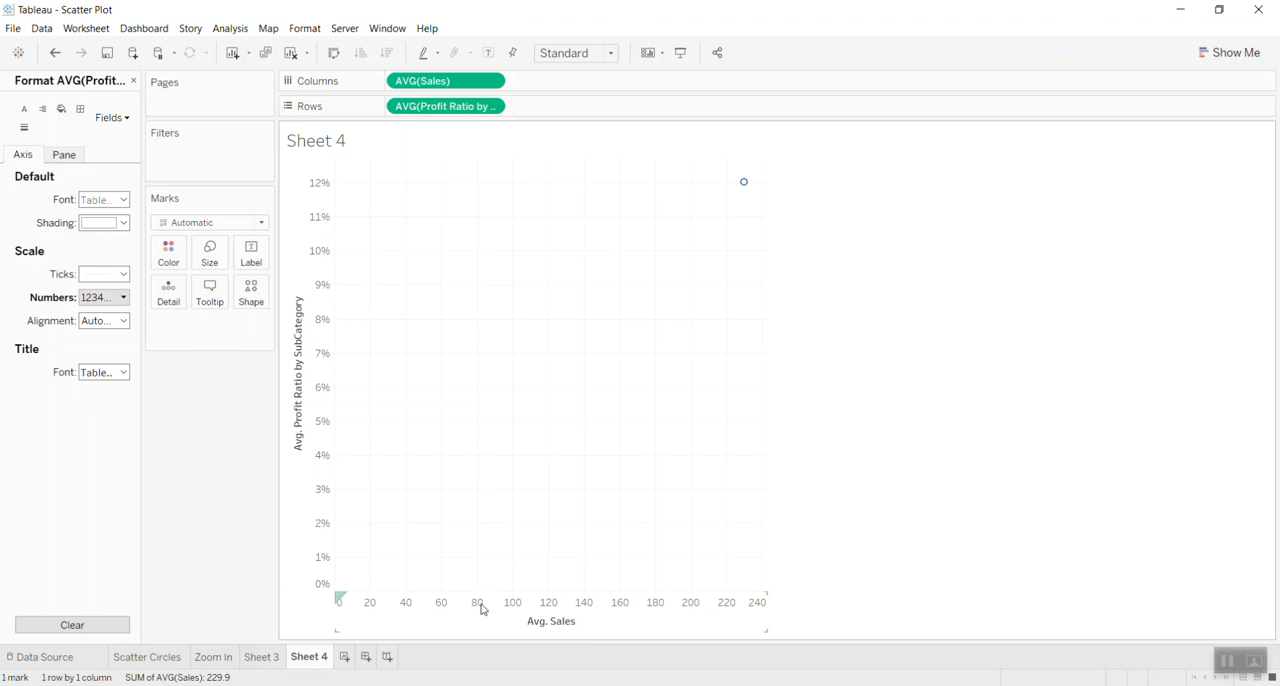 Tableau - Scatter Plot
File Data Worksheet Dashboard Story Analysis Map Format Server Window Help
Standard
Show Me
Format AVG(Profit... ×
Fields
Axis Pane
Default
Font: Table..
Shading:
Scale
Ticks:
Numbers: 1234...
Alignment: Auto...
Title
Font: Table..
Clear
Pages
Filters
Marks
Automatic
Color Size Label
Detail Tooltip Shape
Columns AVG(Sales)
Rows AVG(Profit Ratio by ..
Sheet 4
12%
11%
10%
9%
8%
7%
6%
5%
4%
3%
2%
1%
0%
Avg. Profit Ratio by SubCategory
0 20 40 60 80 100 120 140 160 180 200 220 240
Avg. Sales
Data Source Scatter Circles Zoom In Sheet 3 Sheet 4
1 mark 1 row by 1 column SUM of AVG(Sales): 229.9